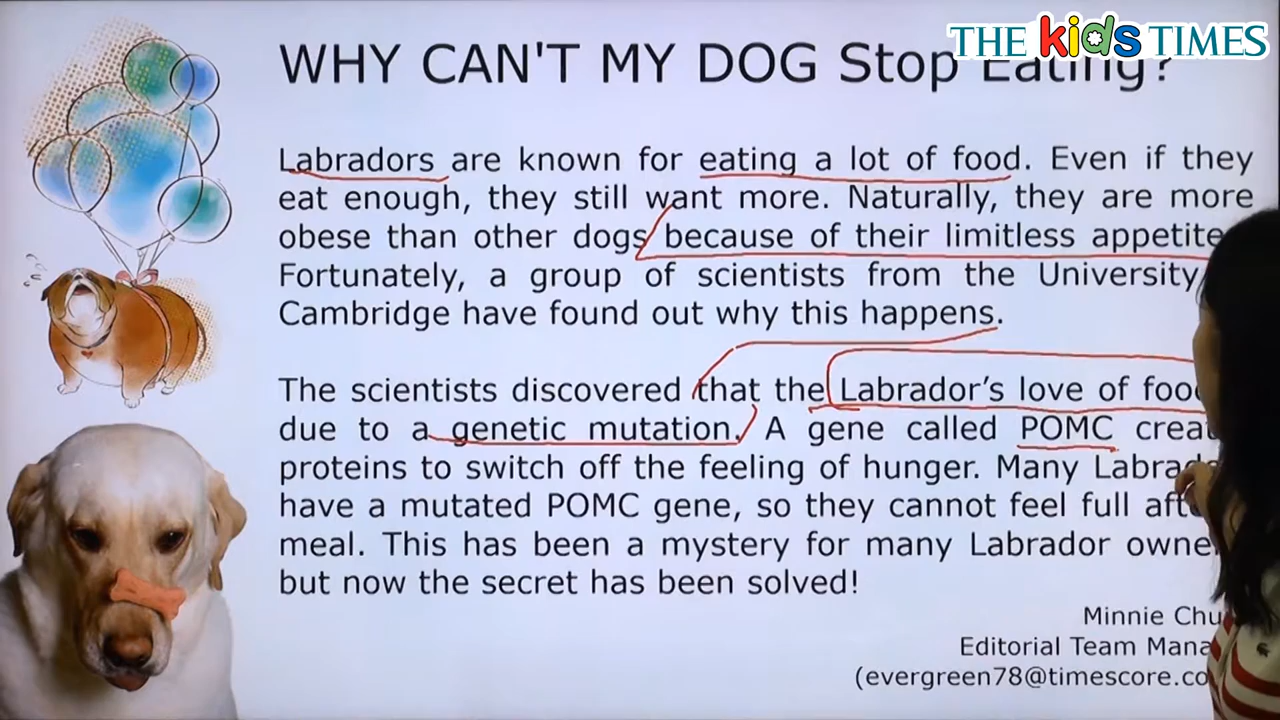 THE kids TIMES
WHY CAN'T MY DOG Stop Eating?
Labradors are known for eating a lot of food. Even if they
eat enough, they still want more. Naturally, they are more
obese than other dogs because of their limitless appetite
Fortunately, a group of scientists from the University
Cambridge have found out why this happens.
The scientists discovered that the Labrador's love of food
due to a genetic mutation. A gene called POMC
proteins to switch off the feeling of hunger. Many
have a mutated POMC gene, so they cannot feel full
meal. This has been a mystery for many Labrador
but now the secret has been solved!
Minnie
Editorial Team